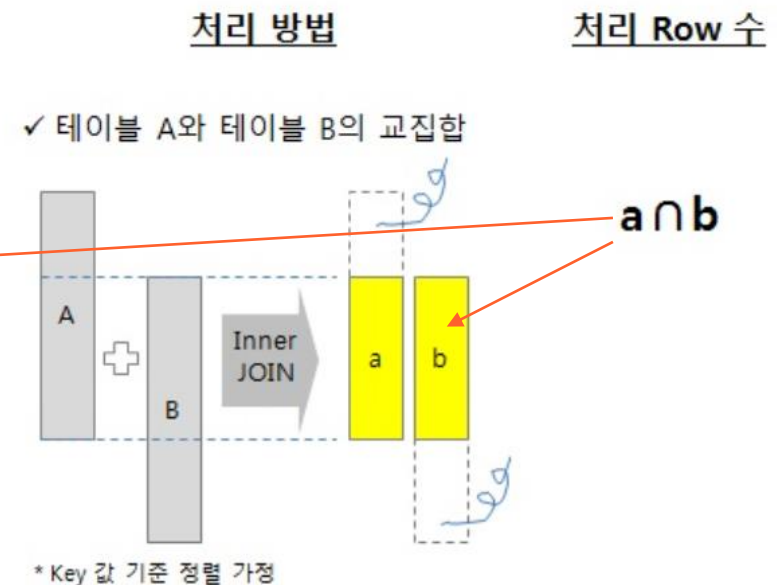 처리 방법
처리 Row 수
✓ 테이블 A와 테이블 B의 교집합
a∩b
A
B
Inner
JOIN
a
b
* Key 값 기준 정렬 가정